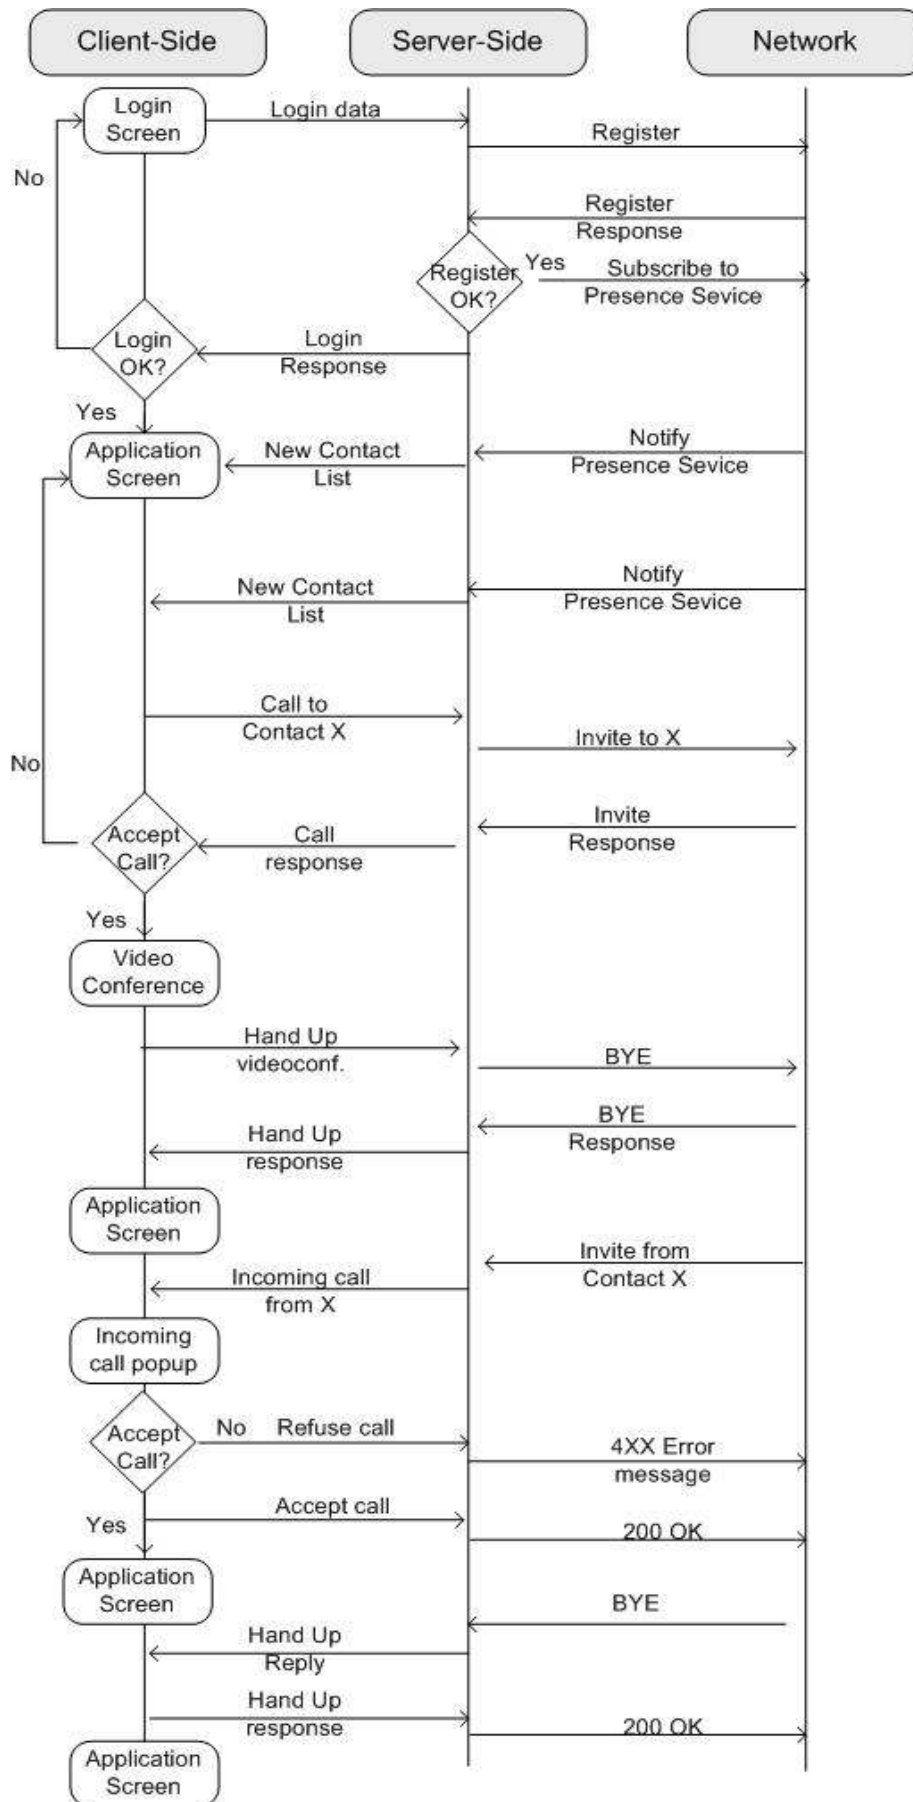 Client-Side
Server-Side
Network
Login
Screen
Login data
Register
No
Register
Response
Register
OK?
Yes
Subscribe to
Presence Sevice
Login
OK?
Login
Response
Yes
Application
Screen
New Contact
List
Notify
Presence Sevice
New Contact
List
Notify
Presence Sevice
Call to
Contact X
Invite to X
No
Accept
Call?
Call
response
Invite
Response
Yes
Video
Conference
Hand Up
videoconf.
BYE
BYE
Response
Hand Up
response
Application
Screen
Invite from
Contact X
Incoming call
from X
Incoming
call popup
Accept
Call?
No
Refuse call
4XX Error
message
Accept call
Yes
200 OK
Application
Screen
BYE
Hand Up
Reply
Hand Up
response
200 OK
Application
Screen